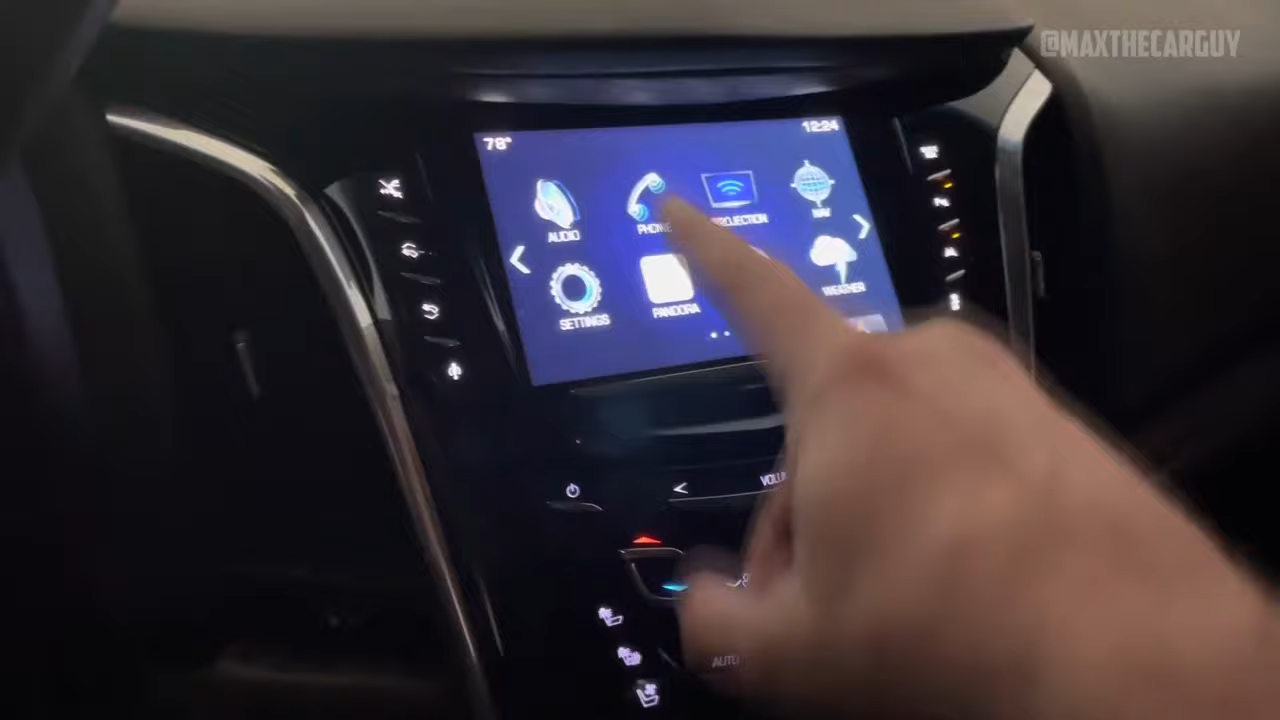 @MAXTHECARGUY
78° 12:24
AUDIO PHONE PROJECTION NAV
SETTINGS PANDORA WEATHER
VOLU
AUTO